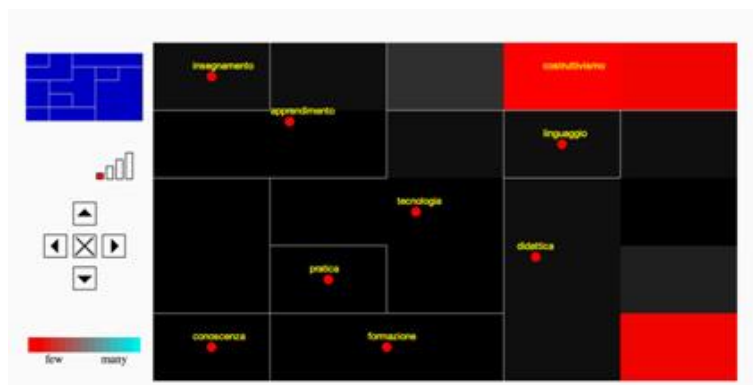 insegnamento
costruttivismo
apprendimento
linguaggio
tecnologia
didattica
pratica
conoscenza
formazione
few many